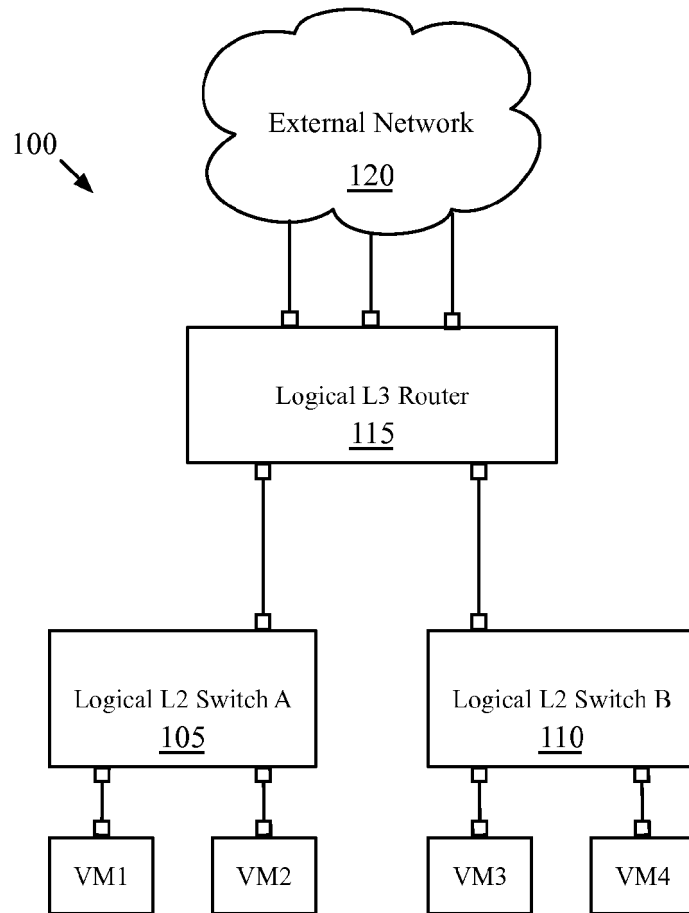 External Network
120
100
Logical L3 Router
115
Logical L2 Switch A
105
Logical L2 Switch B
110
VM1
VM2
VM3
VM4